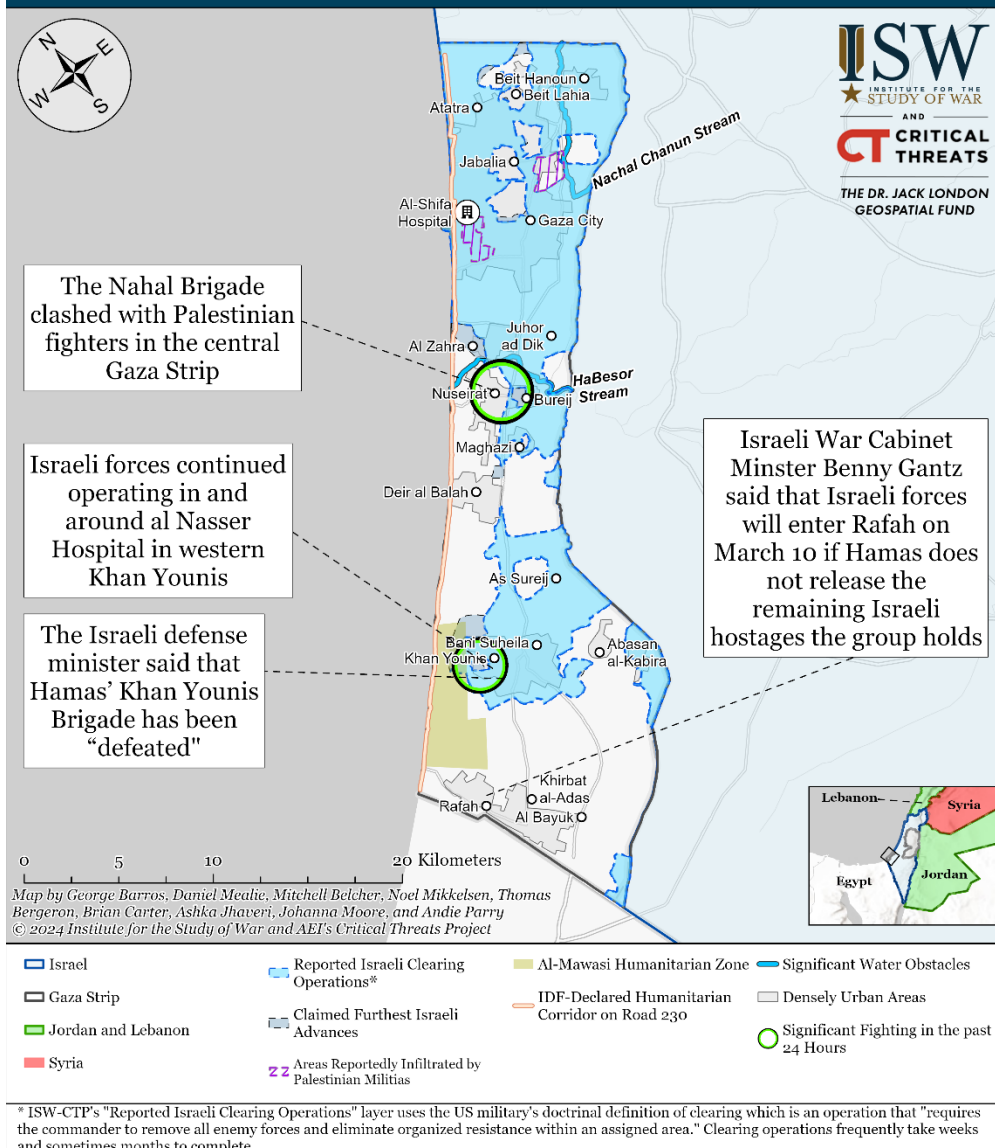 N
E
W
S
ISW
INSTITUTE FOR THE
STUDY OF WAR
AND
CT CRITICAL
THREATS
THE DR. JACK LONDON
GEOSPATIAL FUND
Beit Hanoun
Beit Lahia
Atatra
Nachal Chanun Stream
Jabalia
Al-Shifa
Hospital
Gaza City
The Nahal Brigade
clashed with Palestinian
fighters in the central
Gaza Strip
Juhor
ad Dik
Al Zahra
HaBesor
Stream
Nuseirat
Bureij
Maghazi
Deir al Balah
Israeli forces continued
operating in and
around al Nasser
Hospital in western
Khan Younis
Israeli War Cabinet
Minster Benny Gantz
said that Israeli forces
will enter Rafah on
March 10 if Hamas does
not release the
remaining Israeli
hostages the group holds
As Sureij
The Israeli defense
minister said that
Hamas’ Khan Younis
Brigade has been
“defeated"
Bani Suheila
Khan Younis
Abasan
al-Kabira
Khirbat
al-Adas
Rafah
Al Bayuk
Lebanon
Syria
Jordan
Egypt
0 5 10 20 Kilometers
Map by George Barros, Daniel Mealie, Mitchell Belcher, Noel Mikkelsen, Thomas
Bergeron, Brian Carter, Ashka Jhaveri, Johanna Moore, and Andie Parry
© 2024 Institute for the Study of War and AEI's Critical Threats Project
Israel
Gaza Strip
Jordan and Lebanon
Syria
Reported Israeli Clearing
Operations*
Claimed Furthest Israeli
Advances
Areas Reportedly Infiltrated by
Palestinian Militias
Al-Mawasi Humanitarian Zone
IDF-Declared Humanitarian
Corridor on Road 230
Significant Water Obstacles
Densely Urban Areas
Significant Fighting in the past
24 Hours
* ISW-CTP's "Reported Israeli Clearing Operations" layer uses the US military's doctrinal definition of clearing which is an operation that "requires
the commander to remove all enemy forces and eliminate organized resistance within an assigned area." Clearing operations frequently take weeks
and sometimes months to complete